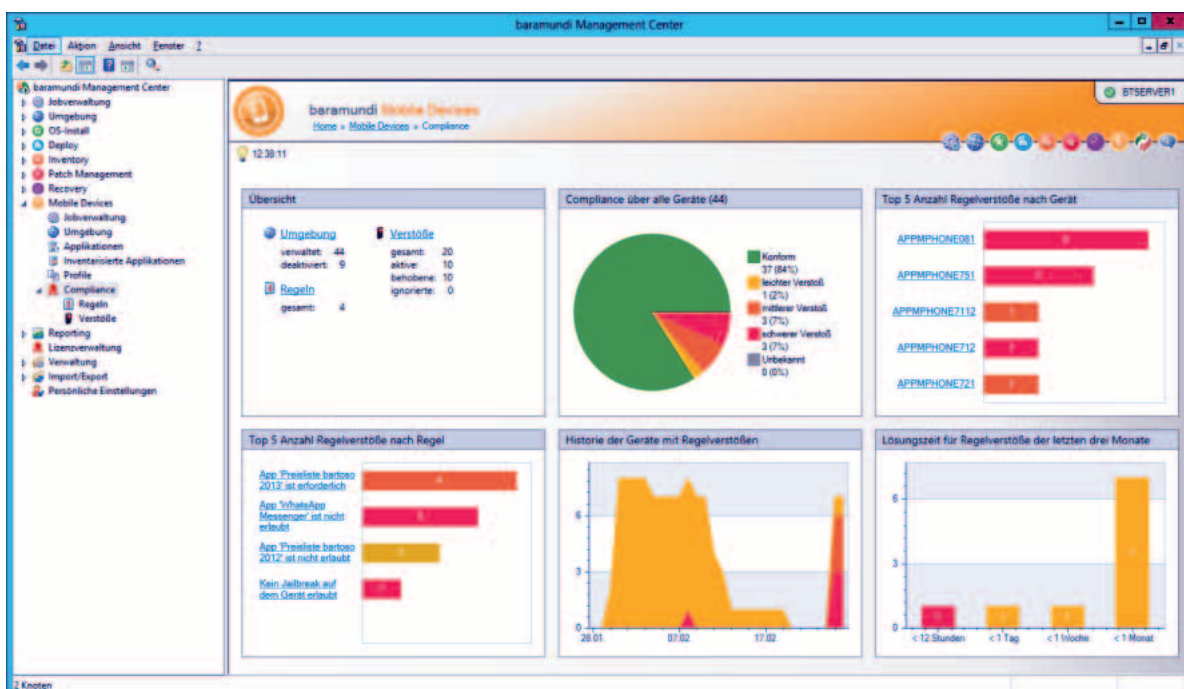 baramundi Management Center
Datei Aktion Ansicht Fenster ?
baramundi Management Center
Jobverwaltung
Umgebung
OS-Install
Deploy
Inventory
Patch Management
Recovery
Mobile Devices
Jobverwaltung
Umgebung
Applikationen
Inventarisierte Applikationen
Profile
Compliance
Regeln
Verstöße
Reporting
Lizenzverwaltung
Verwaltung
Import/Export
Persönliche Einstellungen
baramundi Mobile Devices
Home » Mobile Devices » Compliance
BTSERVER1
12:38:11
Übersicht
Umgebung
verwaltet: 44
deaktiviert: 9
Regeln
gesamt: 4
Verstöße
gesamt: 20
aktive: 10
behobene: 10
ignorierte: 0
Compliance über alle Geräte (44)
Konform
37 (84%)
leichter Verstoß
1 (2%)
mittlerer Verstoß
3 (7%)
schwerer Verstoß
3 (7%)
Unbekannt
0 (0%)
Top 5 Anzahl Regelverstöße nach Gerät
APPMPHONE081
APPMPHONE751
APPMPHONE7112
APPMPHONE712
APPMPHONE721
Top 5 Anzahl Regelverstöße nach Regel
App 'Preisliste bartoso
2013' ist erforderlich
4
App 'WhatsApp
Messenger' ist nicht
erlaubt
App 'Preisliste bartoso
2012' ist nicht erlaubt
Kein Jailbreak auf
dem Gerät erlaubt
Historie der Geräte mit Regelverstößen
6
3
0
28.01 07.02 17.02
Lösungszeit für Regelverstöße der letzten drei Monate
6
3
0
< 12 Stunden < 1 Tag < 1 Woche < 1 Monat
2 Knoten